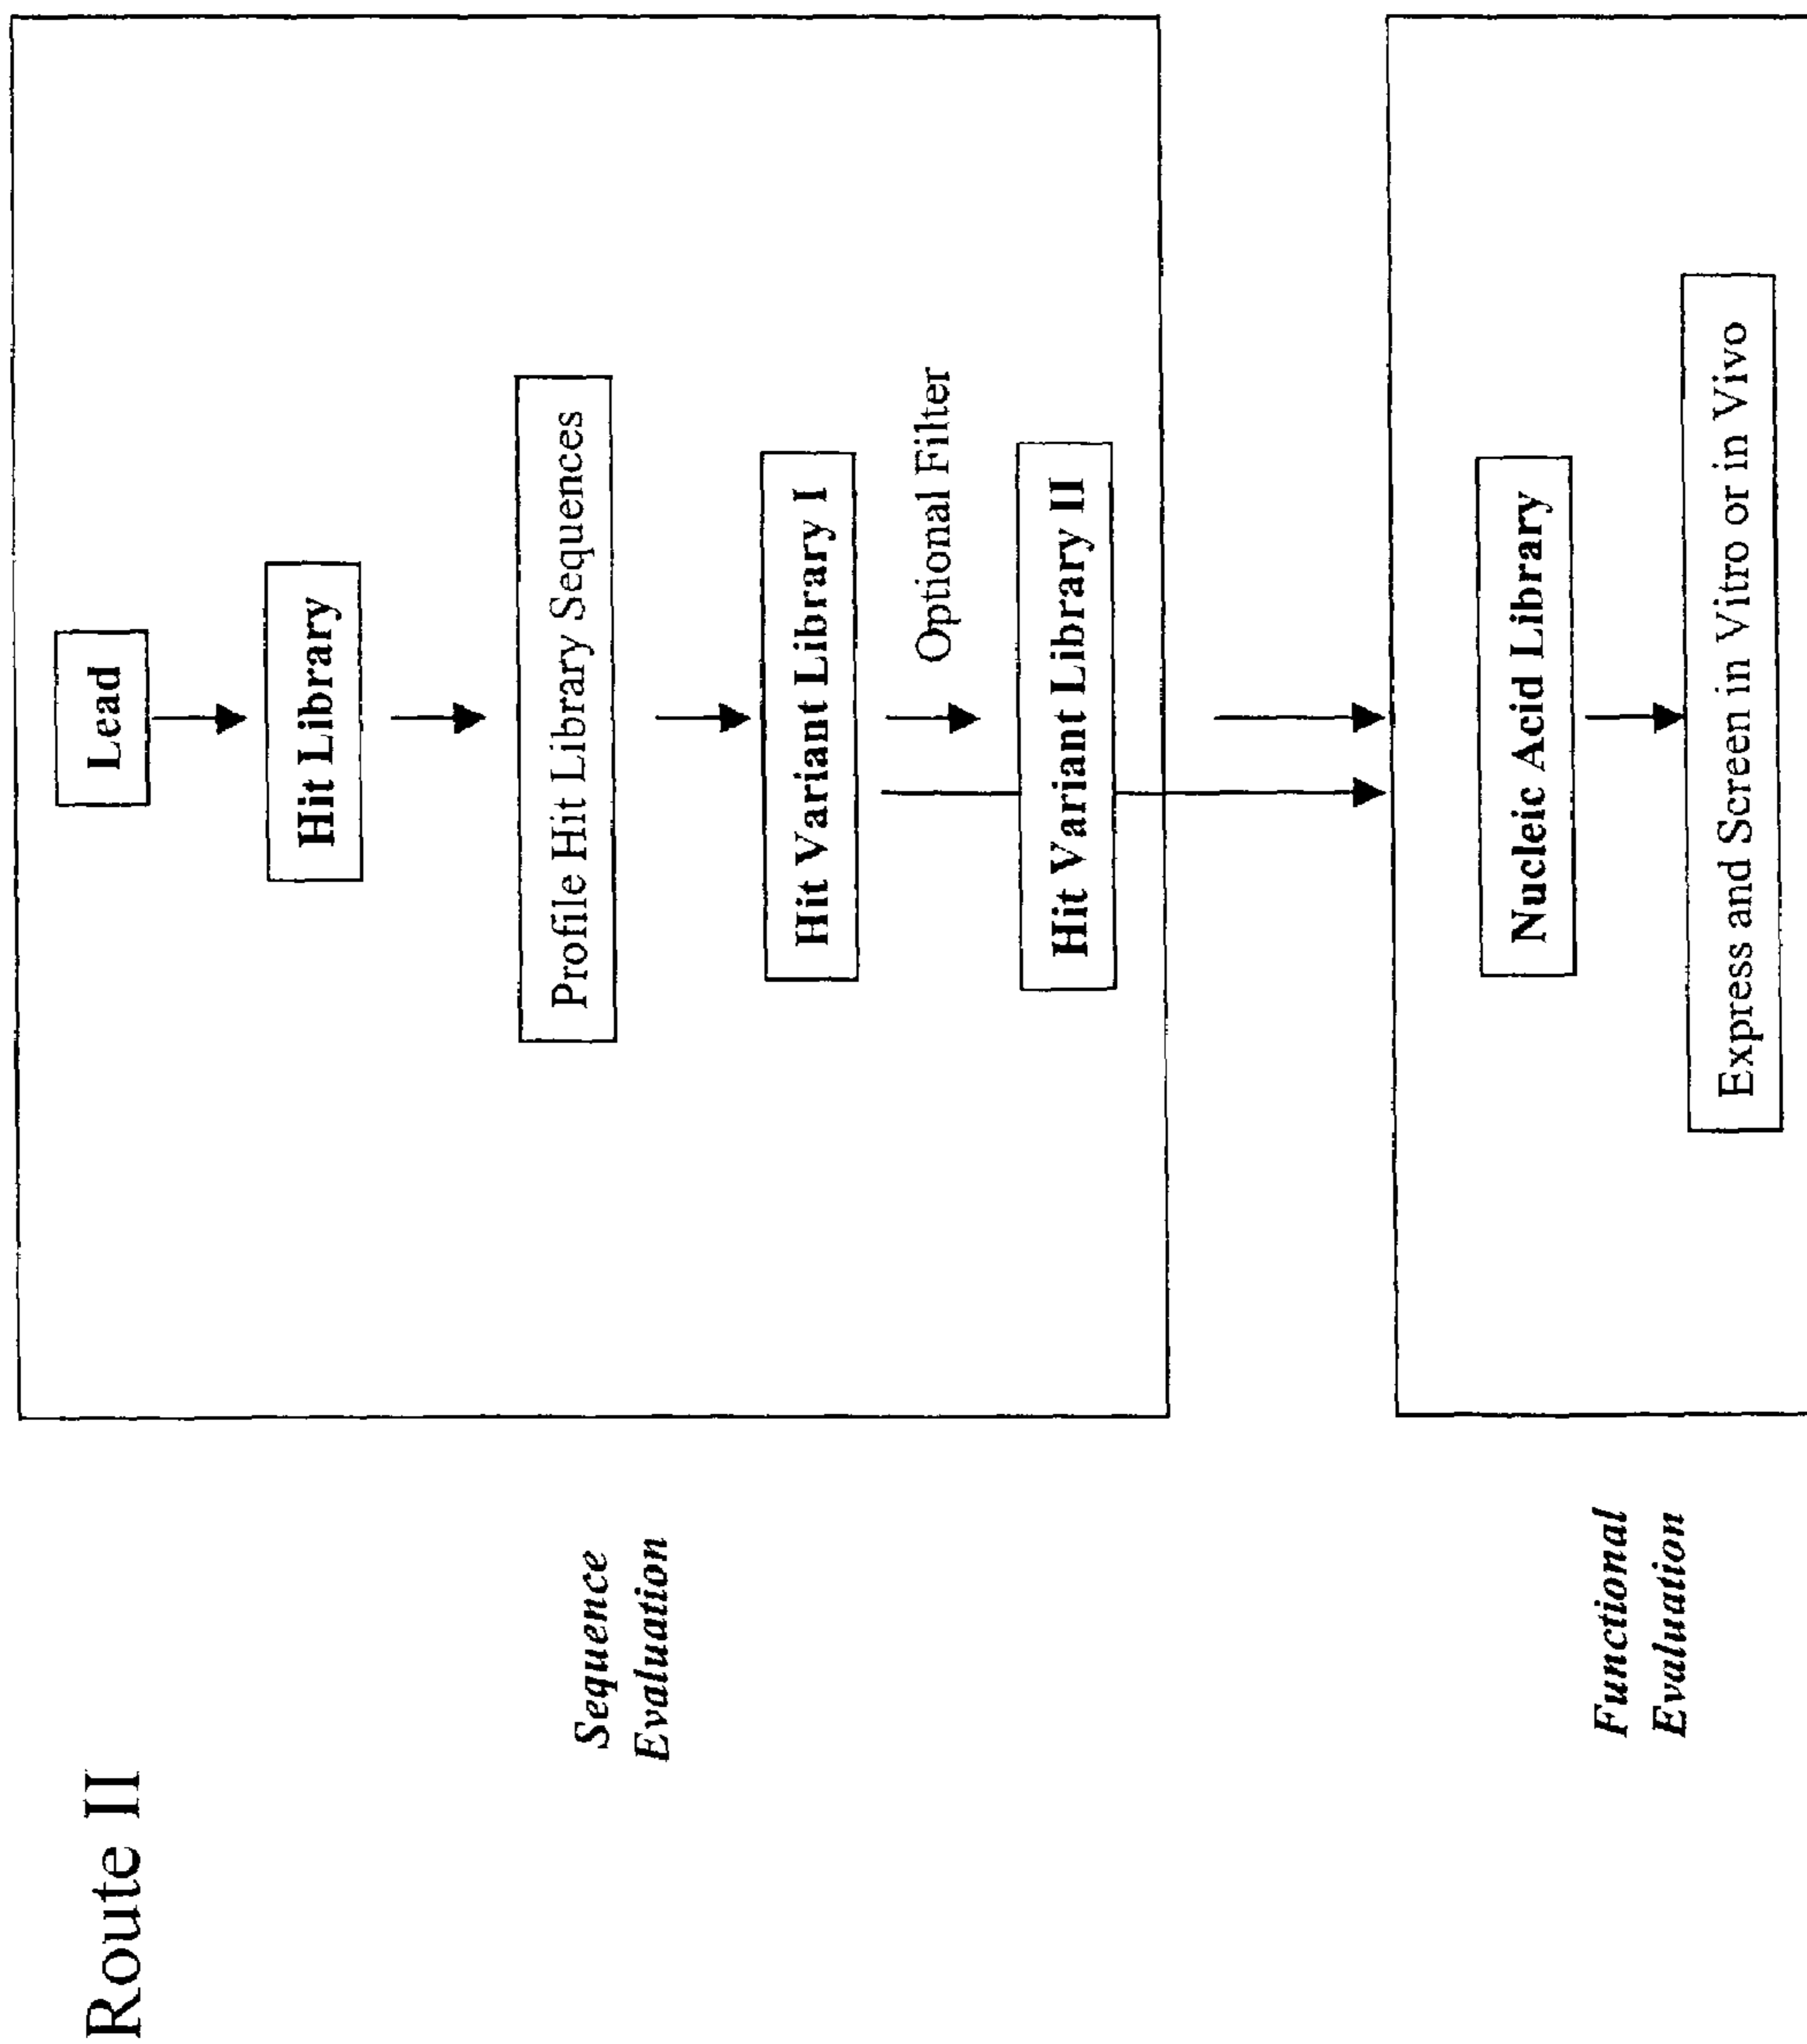 Route II
Sequence
Evaluation
Lead
Hit Library
Profile Hit Library Sequences
Hit Variant Library I
Optional Filter
Hit Variant Library II
Functional
Evaluation
Nucleic Acid Library
Express and Screen in Vitro or in Vivo